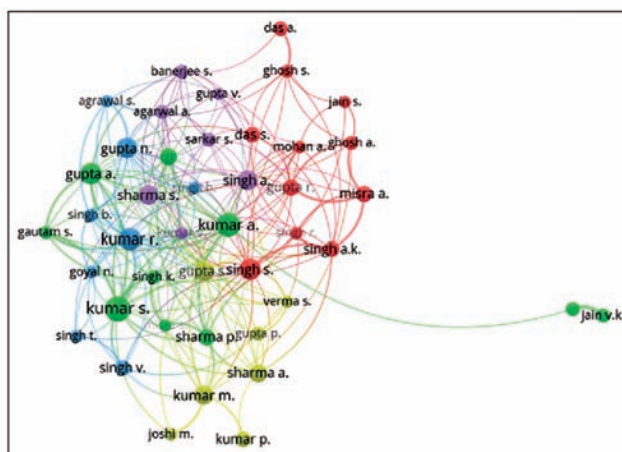 das a.
banerjee s.
ghosh s.
agrawal s.
gupta v.
jain s.
agarwal a.
das s.
sarkar s.
mohan a.
ghosh a.
gupta n.
gupta a.
singh a.
gupta r.
misra a.
sharma s.
singh b.
kumar a.
gautam s.
kumar r.
singh a.k.
goyal n.
singh k.
gupta s.
singh s.
kumar s.
verma s.
jain v.k
singh t.
sharma p.
gupta p.
singh v.
sharma a.
kumar m.
joshi m.
kumar p.